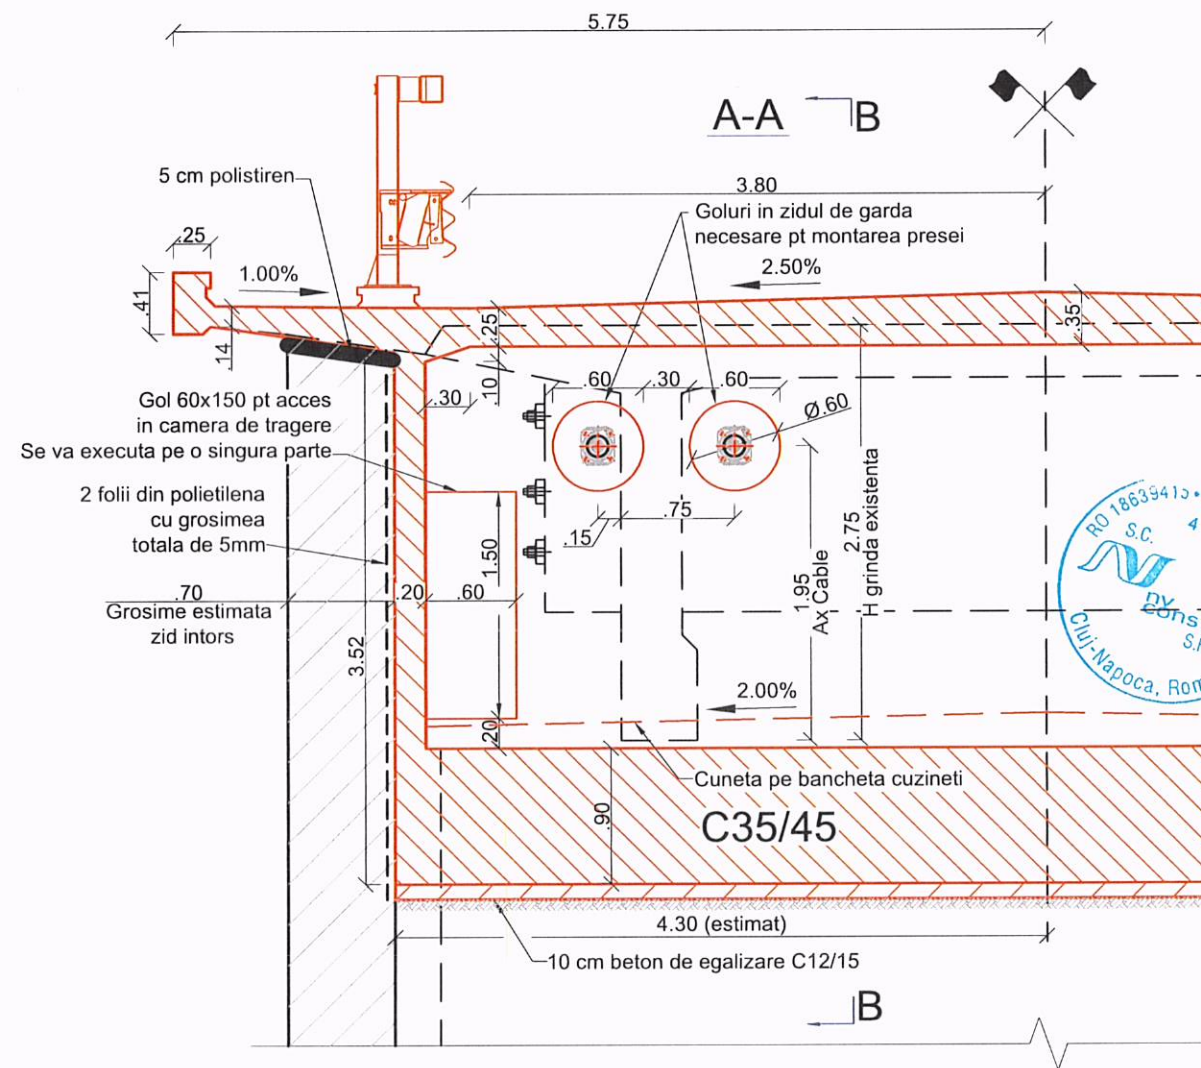 5.75
A-A
B
5 cm polistiren
3.80
Goluri in zidul de garda
necesare pt montarea presei
.25
1.00%
2.50%
.41
.14
.25
.35
.10
.30
.60
.30
.60
Ø.60
Gol 60x150 pt acces
in camera de tragere
Se va executa pe o singura parte
2 folii din polietilena
cu grosimea
totala de 5mm
.15
.75
1.50
1.95
Ax Cable
2.75
H grinda existenta
.70
.20
.60
Grosime estimata
zid intors
3.52
2.00%
.20
Cuneta pe bancheta cuzineti
.90
C35/45
4.30 (estimat)
10 cm beton de egalizare C12/15
B
S.C.
Cluj-Napoca, Rom